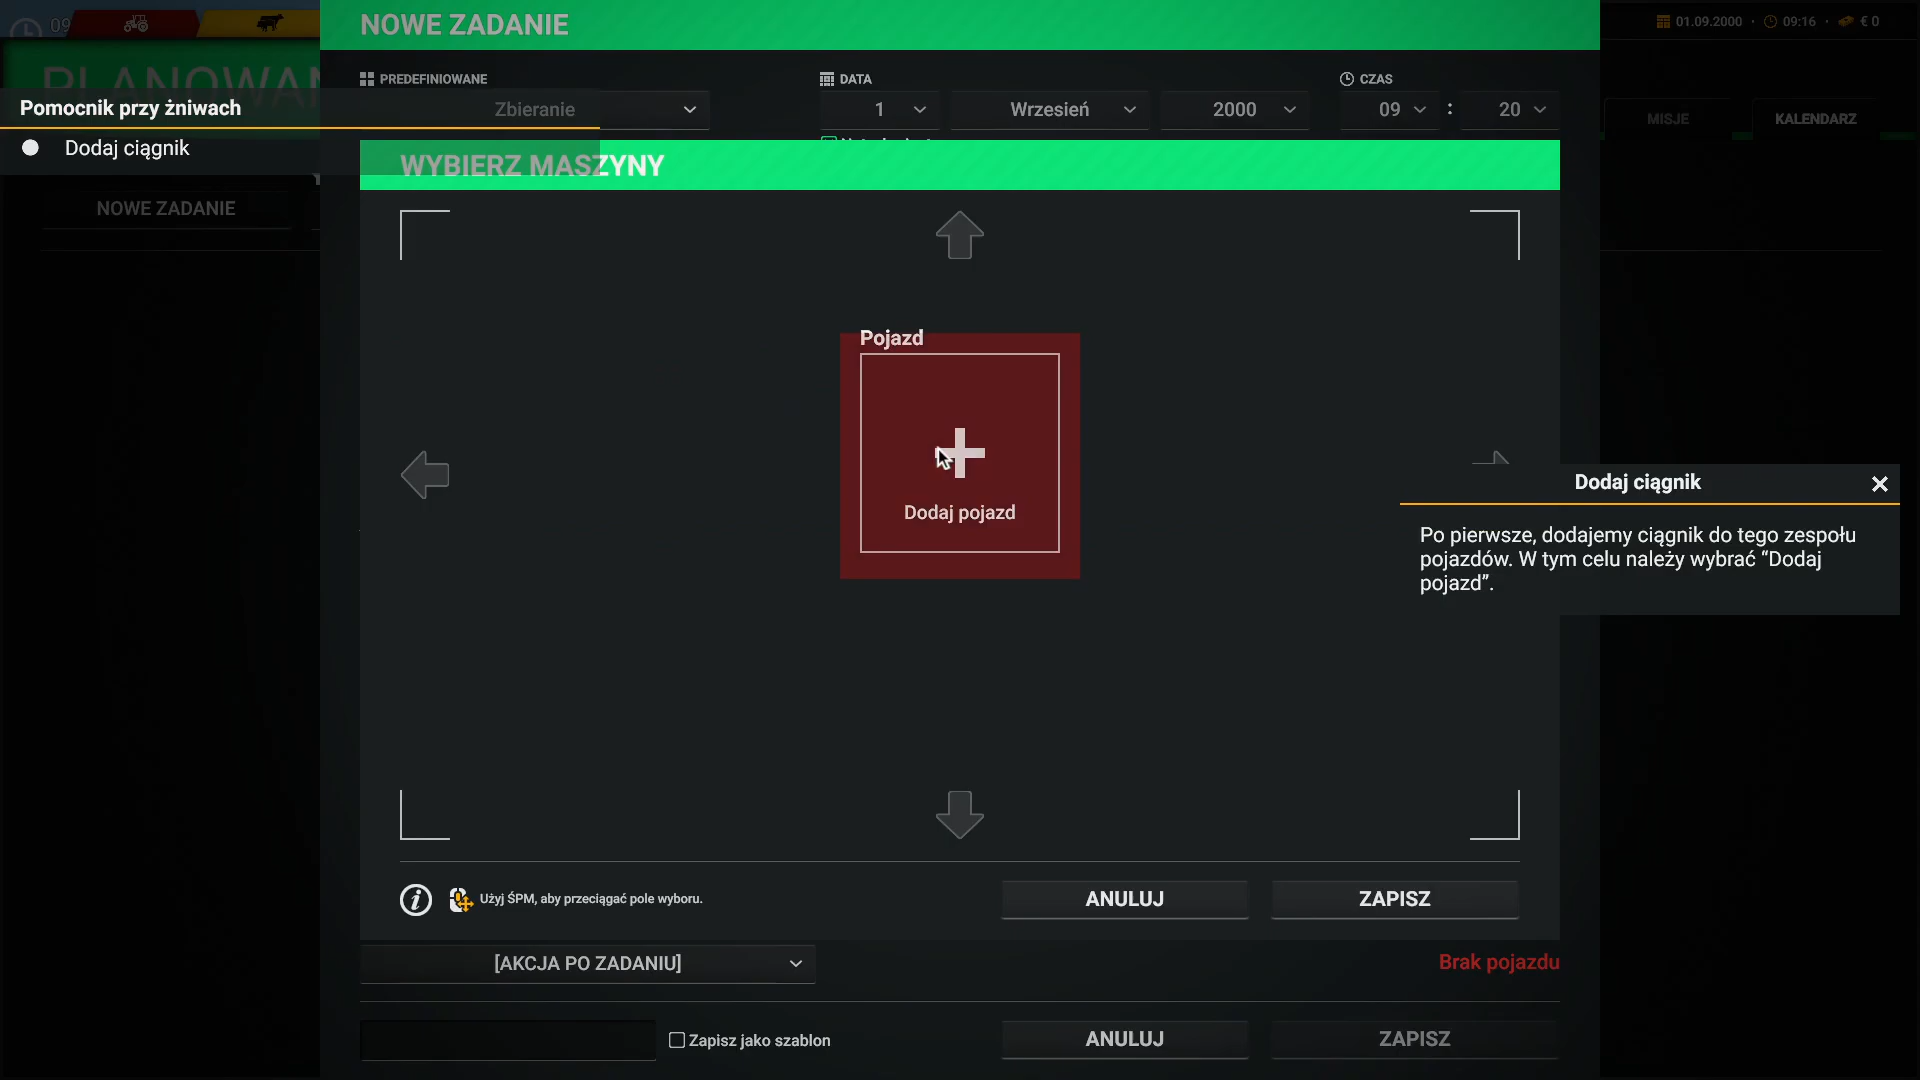 NOWE ZADANIE
01.09.2000 • 09:16 • € 0
PREDEFINIOWANE
DATA
CZAS
Zbieranie
1
Wrzesień
2000
09 : 20
MISJE
KALENDARZ
Pomocnik przy żniwach
Dodaj ciągnik
WYBIERZ MASZYNY
NOWE ZADANIE
Pojazd
Dodaj pojazd
Dodaj ciągnik
Po pierwsze, dodajemy ciągnik do tego zespołu
pojazdów. W tym celu należy wybrać “Dodaj
pojazd”.
Użyj ŚPM, aby przeciągać pole wyboru.
ANULUJ
ZAPISZ
[AKCJA PO ZADANIU]
Brak pojazdu
Zapisz jako szablon
ANULUJ
ZAPISZ